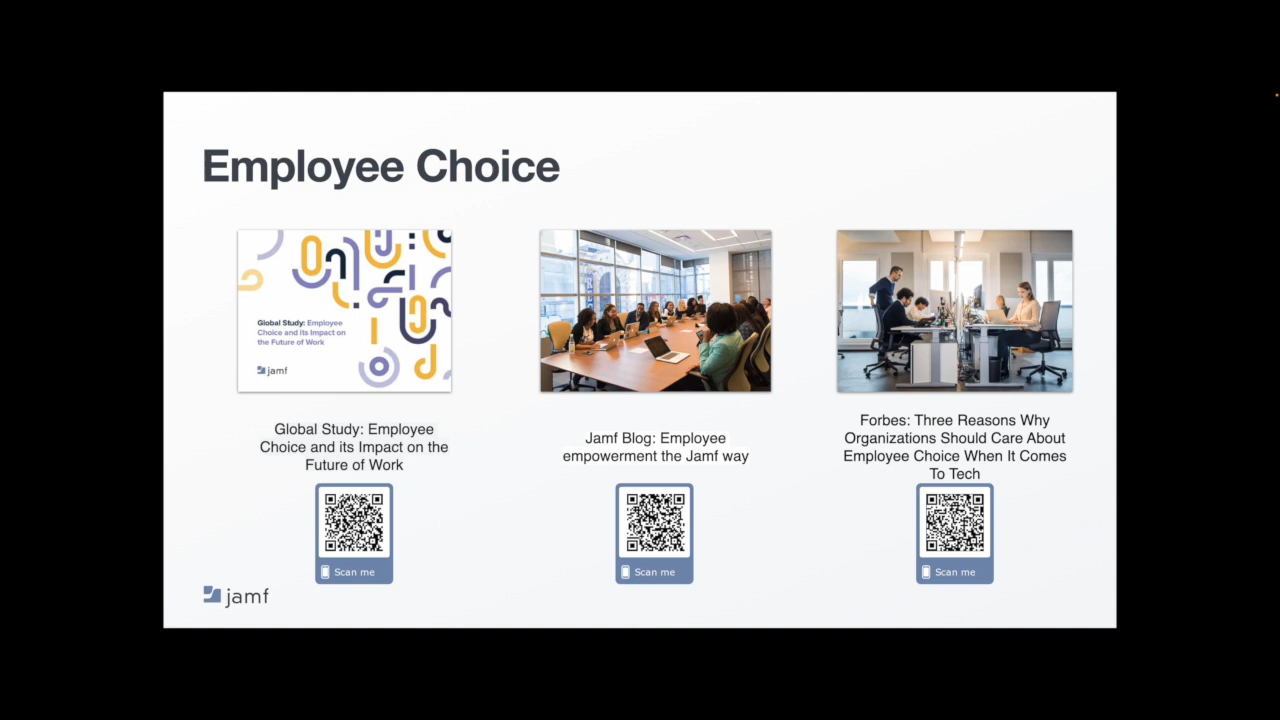 Employee Choice
Global Study: Employee
Choice and its Impact on
the Future of Work
jamf
Global Study: Employee
Choice and its Impact on the
Future of Work
Scan me
Jamf Blog: Employee
empowerment the Jamf way
Scan me
Forbes: Three Reasons Why
Organizations Should Care About
Employee Choice When It Comes
To Tech
Scan me
jamf